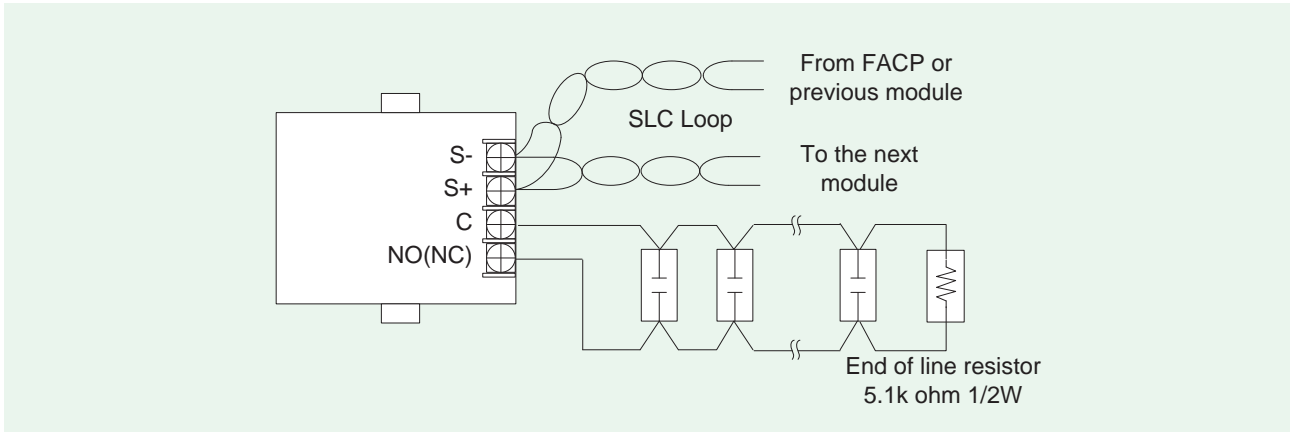 From FACP or
previous module
SLC Loop
To the next
module
S-
S+
C
NO(NC)
End of line resistor
5.1k ohm 1/2W